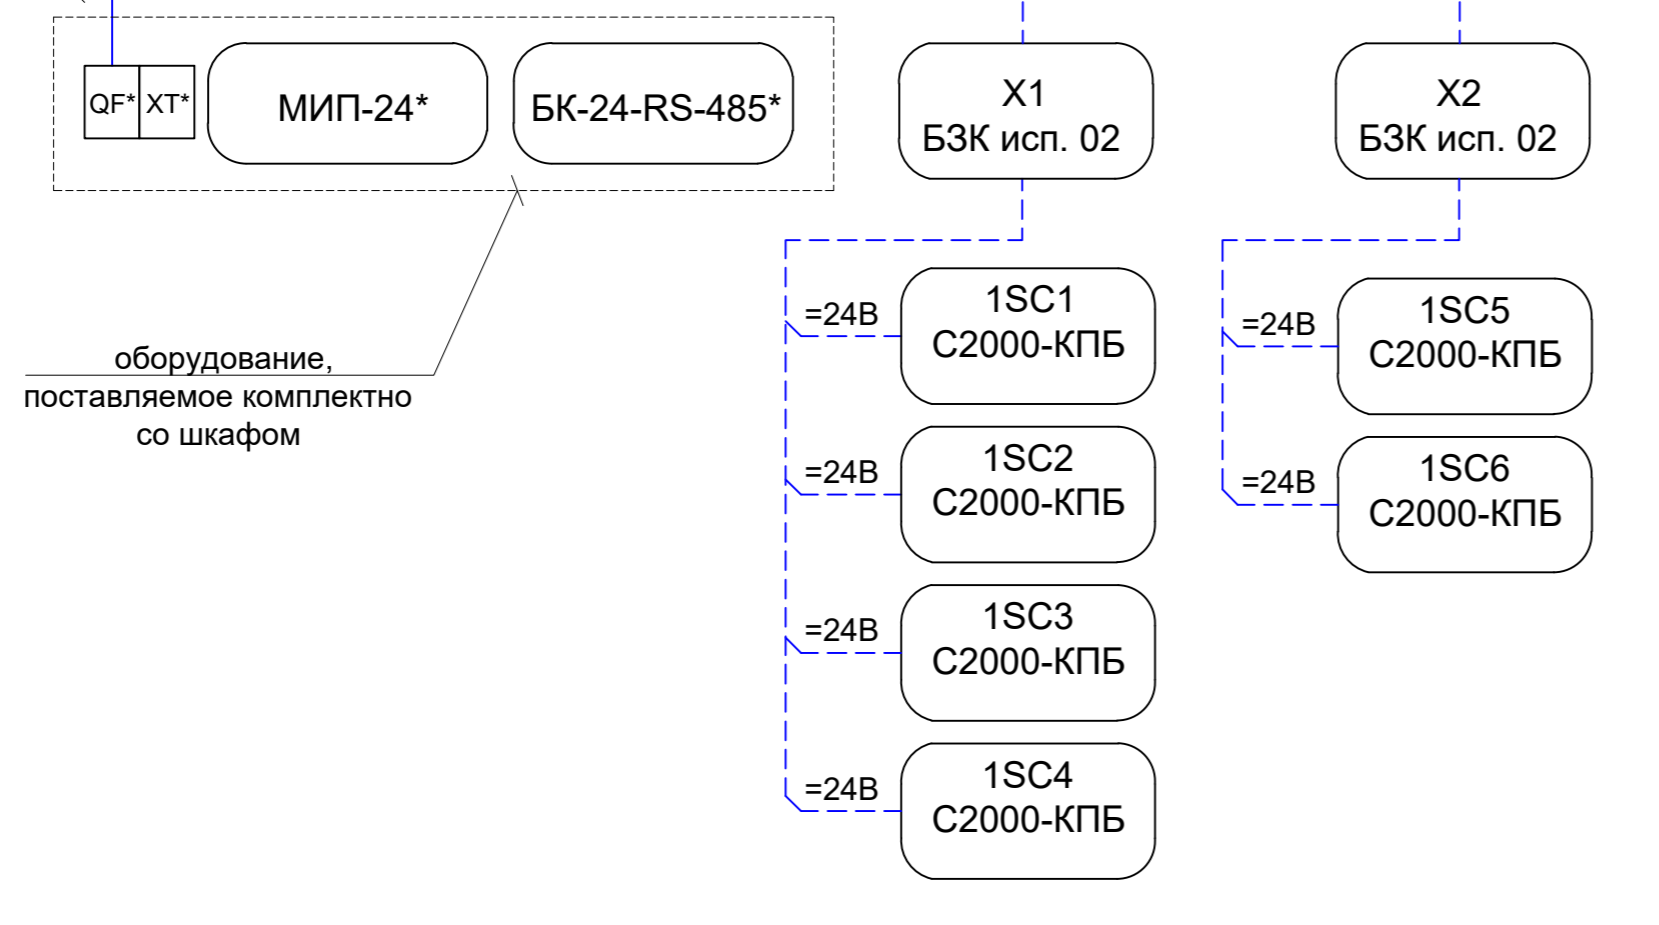 QF*
XT*
МИП-24*
БК-24-RS-485*
X1
БЗК исп. 02
X2
БЗК исп. 02
оборудование,
поставляемое комплектно
со шкафом
=24В
1SC1
С2000-КПБ
=24В
1SC2
С2000-КПБ
=24В
1SC3
С2000-КПБ
=24В
1SC4
С2000-КПБ
=24В
1SC5
С2000-КПБ
=24В
1SC6
С2000-КПБ